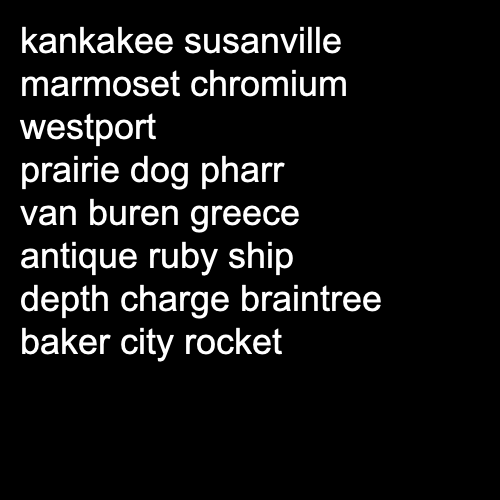 kankakee susanville
marmoset chromium
westport
prairie dog pharr
van buren greece
antique ruby ship
depth charge braintree
baker city rocket